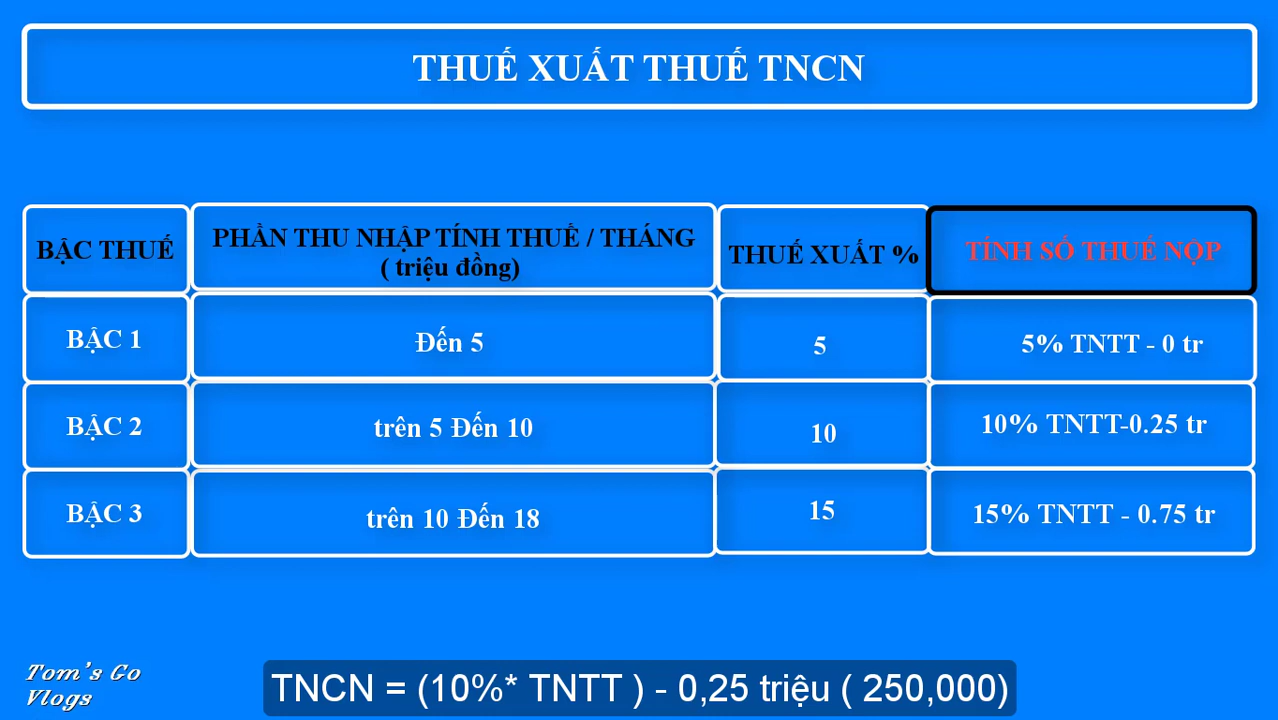 THUẾ XUẤT THUẾ TNCN
BẬC THUẾ
PHẦN THU NHẬP TÍNH THUẾ / THÁNG
( triệu đồng)
THUẾ XUẤT %
TÍNH SỐ THUẾ NỘP
BẬC 1
Đến 5
5
5% TNTT - 0 tr
BẬC 2
trên 5 Đến 10
10
10% TNTT-0.25 tr
BẬC 3
trên 10 Đến 18
15
15% TNTT - 0.75 tr
Tom's Go
Vlogs
TNCN = (10%* TNTT ) - 0,25 triệu ( 250,000)